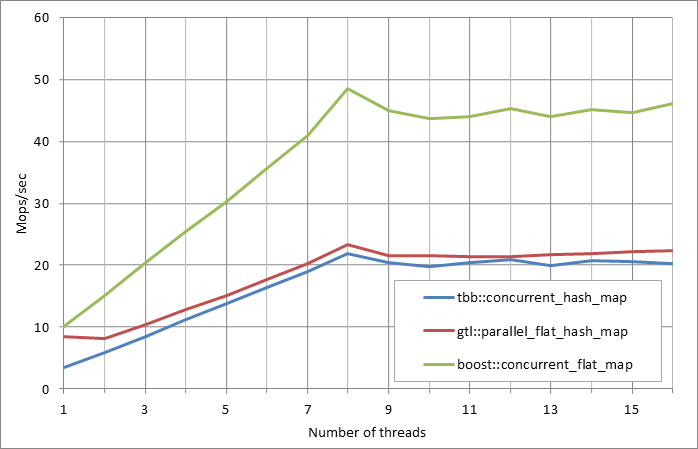 60
50
40
30
20
10
0
Mops/sec
1 3 5 7 9 11 13 15
Number of threads
tbb::concurrent_hash_map
gtl::parallel_flat_hash_map
boost::concurrent_flat_map